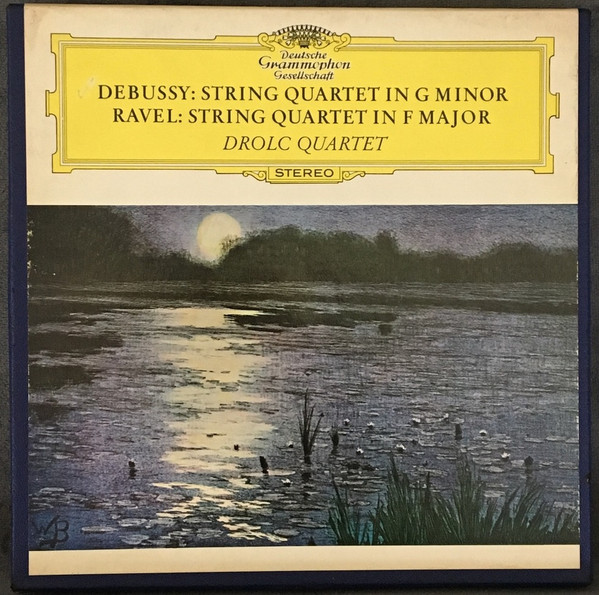 Deutsche
Grammophon
Gesellschaft
DEBUSSY: STRING QUARTET IN G MINOR
RAVEL: STRING QUARTET IN F MAJOR
DROLC QUARTET
STEREO